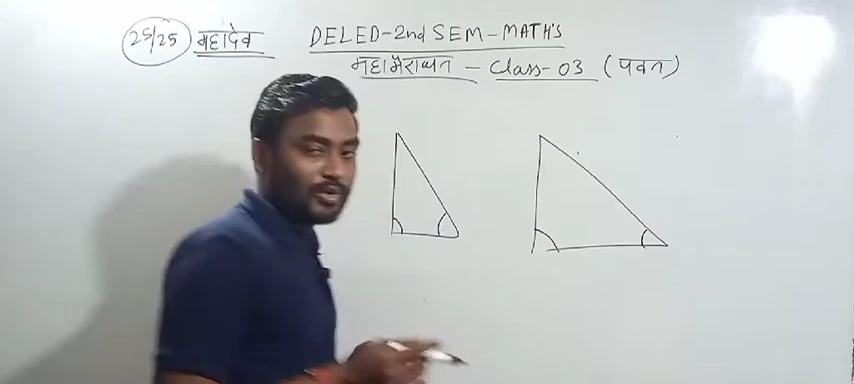 25/25 महादेव DELED-2nd SEM-MATH'S
महामैराथन - Class-03 (पवन)